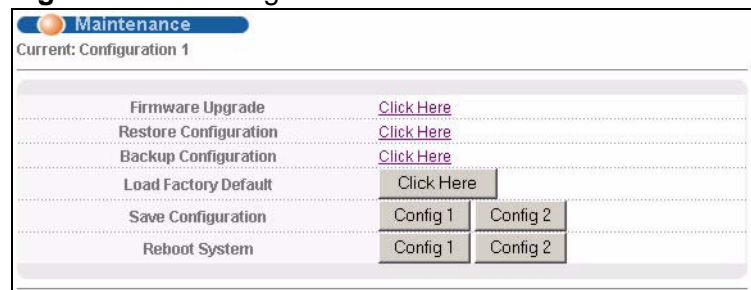 Maintenance
Current: Configuration 1
Firmware Upgrade Click Here
Restore Configuration Click Here
Backup Configuration Click Here
Load Factory Default Click Here
Save Configuration Config 1 Config 2
Reboot System Config 1 Config 2